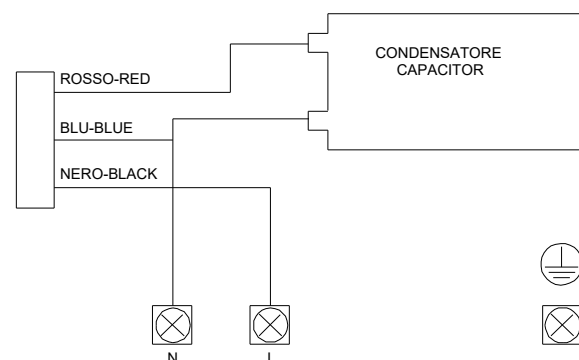 CONDENSATORE
CAPACITOR
ROSSO-RED
BLU-BLUE
NERO-BLACK
N L